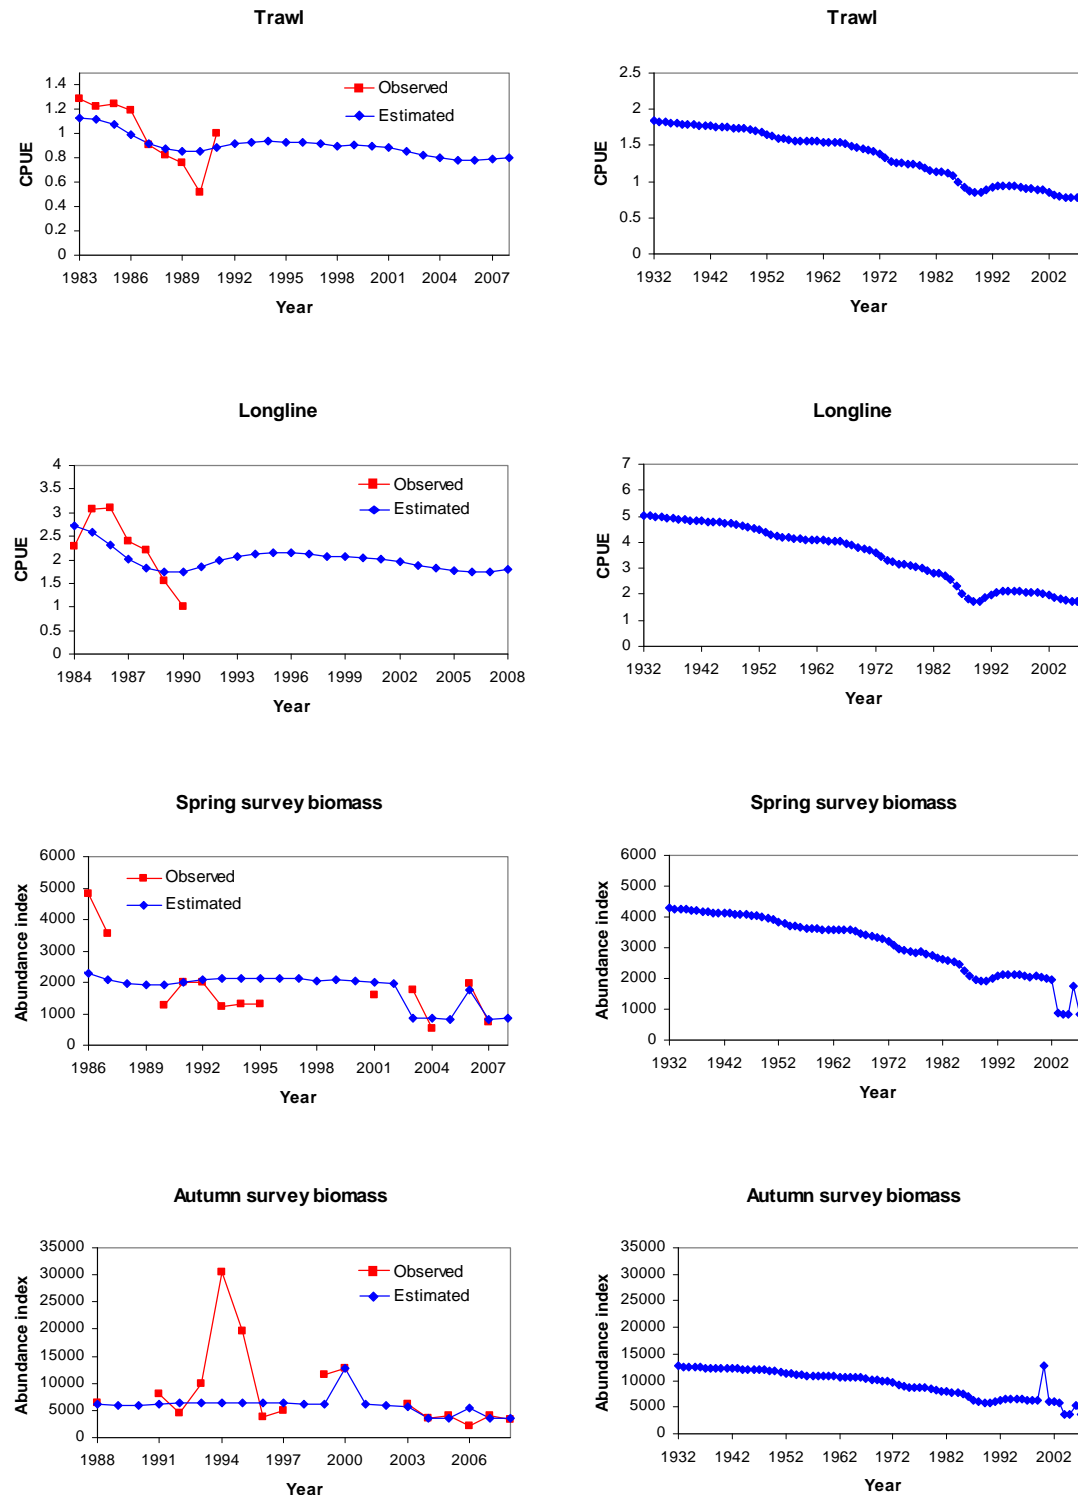 Trawl
1.4
1.2
1
0.8
0.6
0.4
0.2
0
CPUE
Observed
Estimated
1983 1986 1989 1992 1995 1998 2001 2004 2007
Year
Trawl
2.5
2
1.5
1
0.5
0
CPUE
1932 1942 1952 1962 1972 1982 1992 2002
Year
Longline
4
3.5
3
2.5
2
1.5
1
0.5
0
CPUE
Observed
Estimated
1984 1987 1990 1993 1996 1999 2002 2005 2008
Year
Longline
7
6
5
4
3
2
1
0
CPUE
1932 1942 1952 1962 1972 1982 1992 2002
Year
Spring survey biomass
6000
5000
4000
3000
2000
1000
0
Abundance index
Observed
Estimated
1986 1989 1992 1995 1998 2001 2004 2007
Year
Spring survey biomass
6000
5000
4000
3000
2000
1000
0
Abundance index
1932 1942 1952 1962 1972 1982 1992 2002
Year
Autumn survey biomass
35000
30000
25000
20000
15000
10000
5000
0
Abundance index
Observed
Estimated
1988 1991 1994 1997 2000 2003 2006
Year
Autumn survey biomass
35000
30000
25000
20000
15000
10000
5000
0
Abundance index
1932 1942 1952 1962 1972 1982 1992 2002
Year